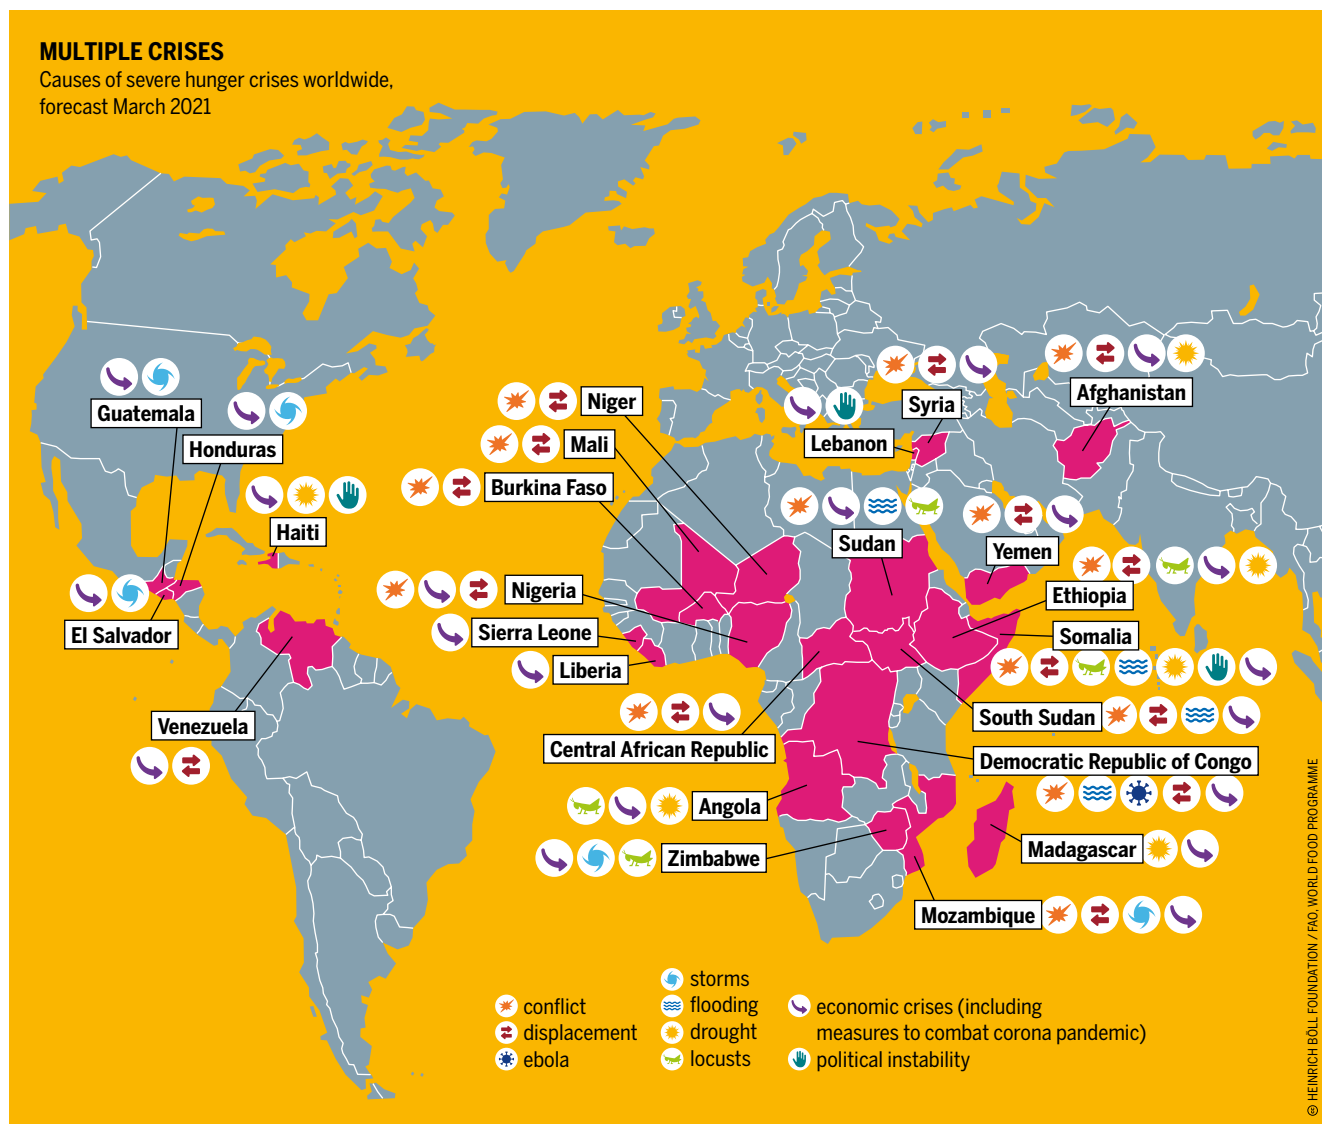 MULTIPLE CRISES
Causes of severe hunger crises worldwide,
forecast March 2021
Guatemala
Honduras
Haiti
El Salvador
Venezuela
Niger
Mali
Burkina Faso
Nigeria
Sierra Leone
Liberia
Central African Republic
Angola
Zimbabwe
Syria
Lebanon
Afghanistan
Sudan
Yemen
Ethiopia
Somalia
South Sudan
Democratic Republic of Congo
Madagascar
Mozambique
conflict
displacement
ebola
storms
flooding
drought
locusts
economic crises (including
measures to combat corona pandemic)
political instability
© HEINRICH BÖLL FOUNDATION / FAO, WORLD FOOD PROGRAMME